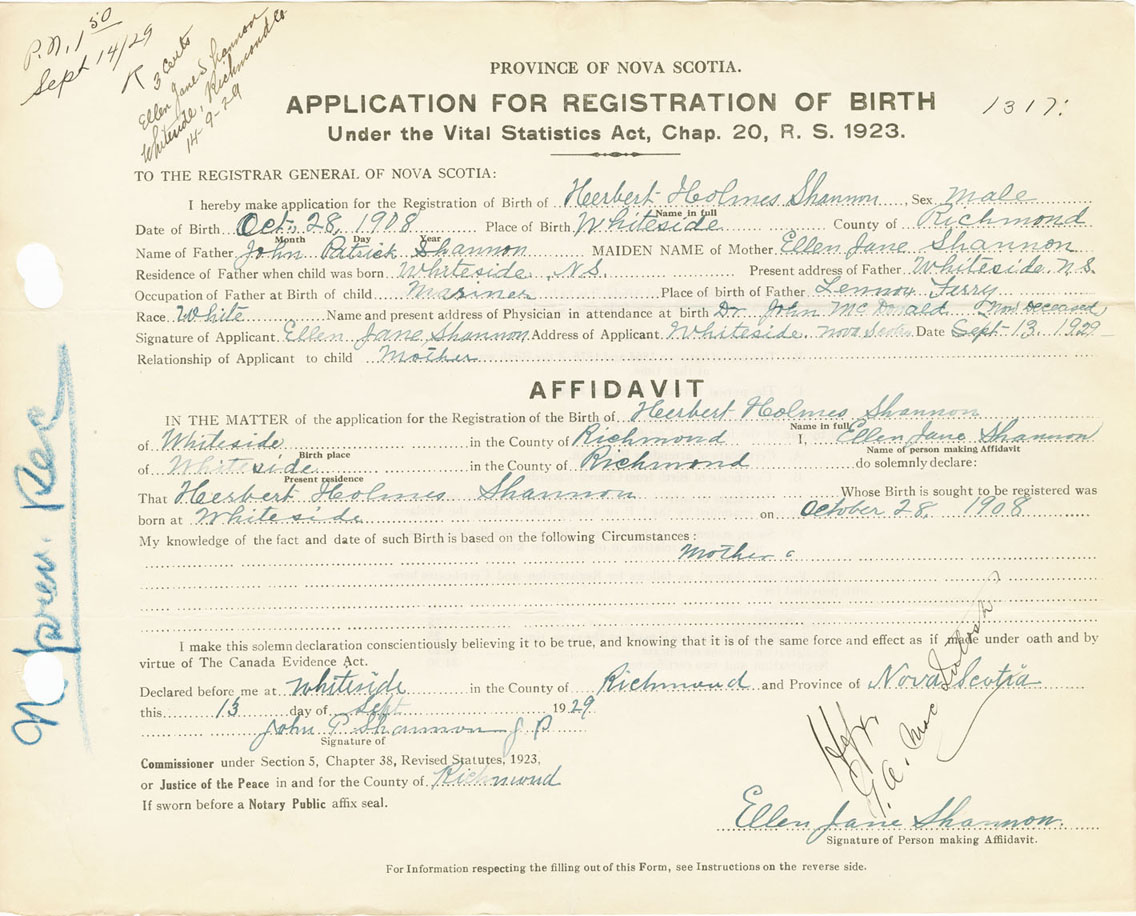 P.N. 1 50
Sept 14/29
R 3 Certs
Ellen Jane Shannon
Whiteside, Richmond Co
14-9-29
PROVINCE OF NOVA SCOTIA.
APPLICATION FOR REGISTRATION OF BIRTH
1317:
Under the Vital Statistics Act, Chap. 20, R. S. 1923.
TO THE REGISTRAR GENERAL OF NOVA SCOTIA:
I hereby make application for the Registration of Birth of Herbert Holmes Shannon, Sex Male
Name in full
Date of Birth Oct. 28, 1908 Place of Birth Whiteside County of Richmond
Month Day Year
Name of Father John Patrick Shannon MAIDEN NAME of Mother Ellen Jane Shannon
Residence of Father when child was born Whiteside, N.S. Present address of Father Whiteside N.S.
Occupation of Father at Birth of child Mariner Place of birth of Father Lennox Ferry
Race White Name and present address of Physician in attendance at birth Dr. John McDonald Now Deceased
Signature of Applicant Ellen Jane Shannon Address of Applicant Whiteside, Nova Scotia Date Sept 13, 1929
Relationship of Applicant to child Mother
AFFIDAVIT
IN THE MATTER of the application for the Registration of the Birth of Herbert Holmes Shannon
Name in full
of Whiteside in the County of Richmond I, Ellen Jane Shannon
Birth place Name of person making Affidavit
of Whiteside in the County of Richmond do solemnly declare:
Present residence
That Herbert Holmes Shannon Whose Birth is sought to be registered was
born at Whiteside on October 28, 1908
My knowledge of the fact and date of such Birth is based on the following Circumstances:
Mother
I make this solemn declaration conscientiously believing it to be true, and knowing that it is of the same force and effect as if made under oath and by
virtue of The Canada Evidence Act.
Declared before me at Whiteside in the County of Richmond and Province of Nova Scotia
this 13 day of Sept 1929
John P Shannon J P
Signature of
Commissioner under Section 5, Chapter 38, Revised Statutes, 1923,
or Justice of the Peace in and for the County of Richmond
If sworn before a Notary Public affix seal.
Ellen Jane Shannon.
Signature of Person making Affidavit.
For Information respecting the filling out of this Form, see Instructions on the reverse side.